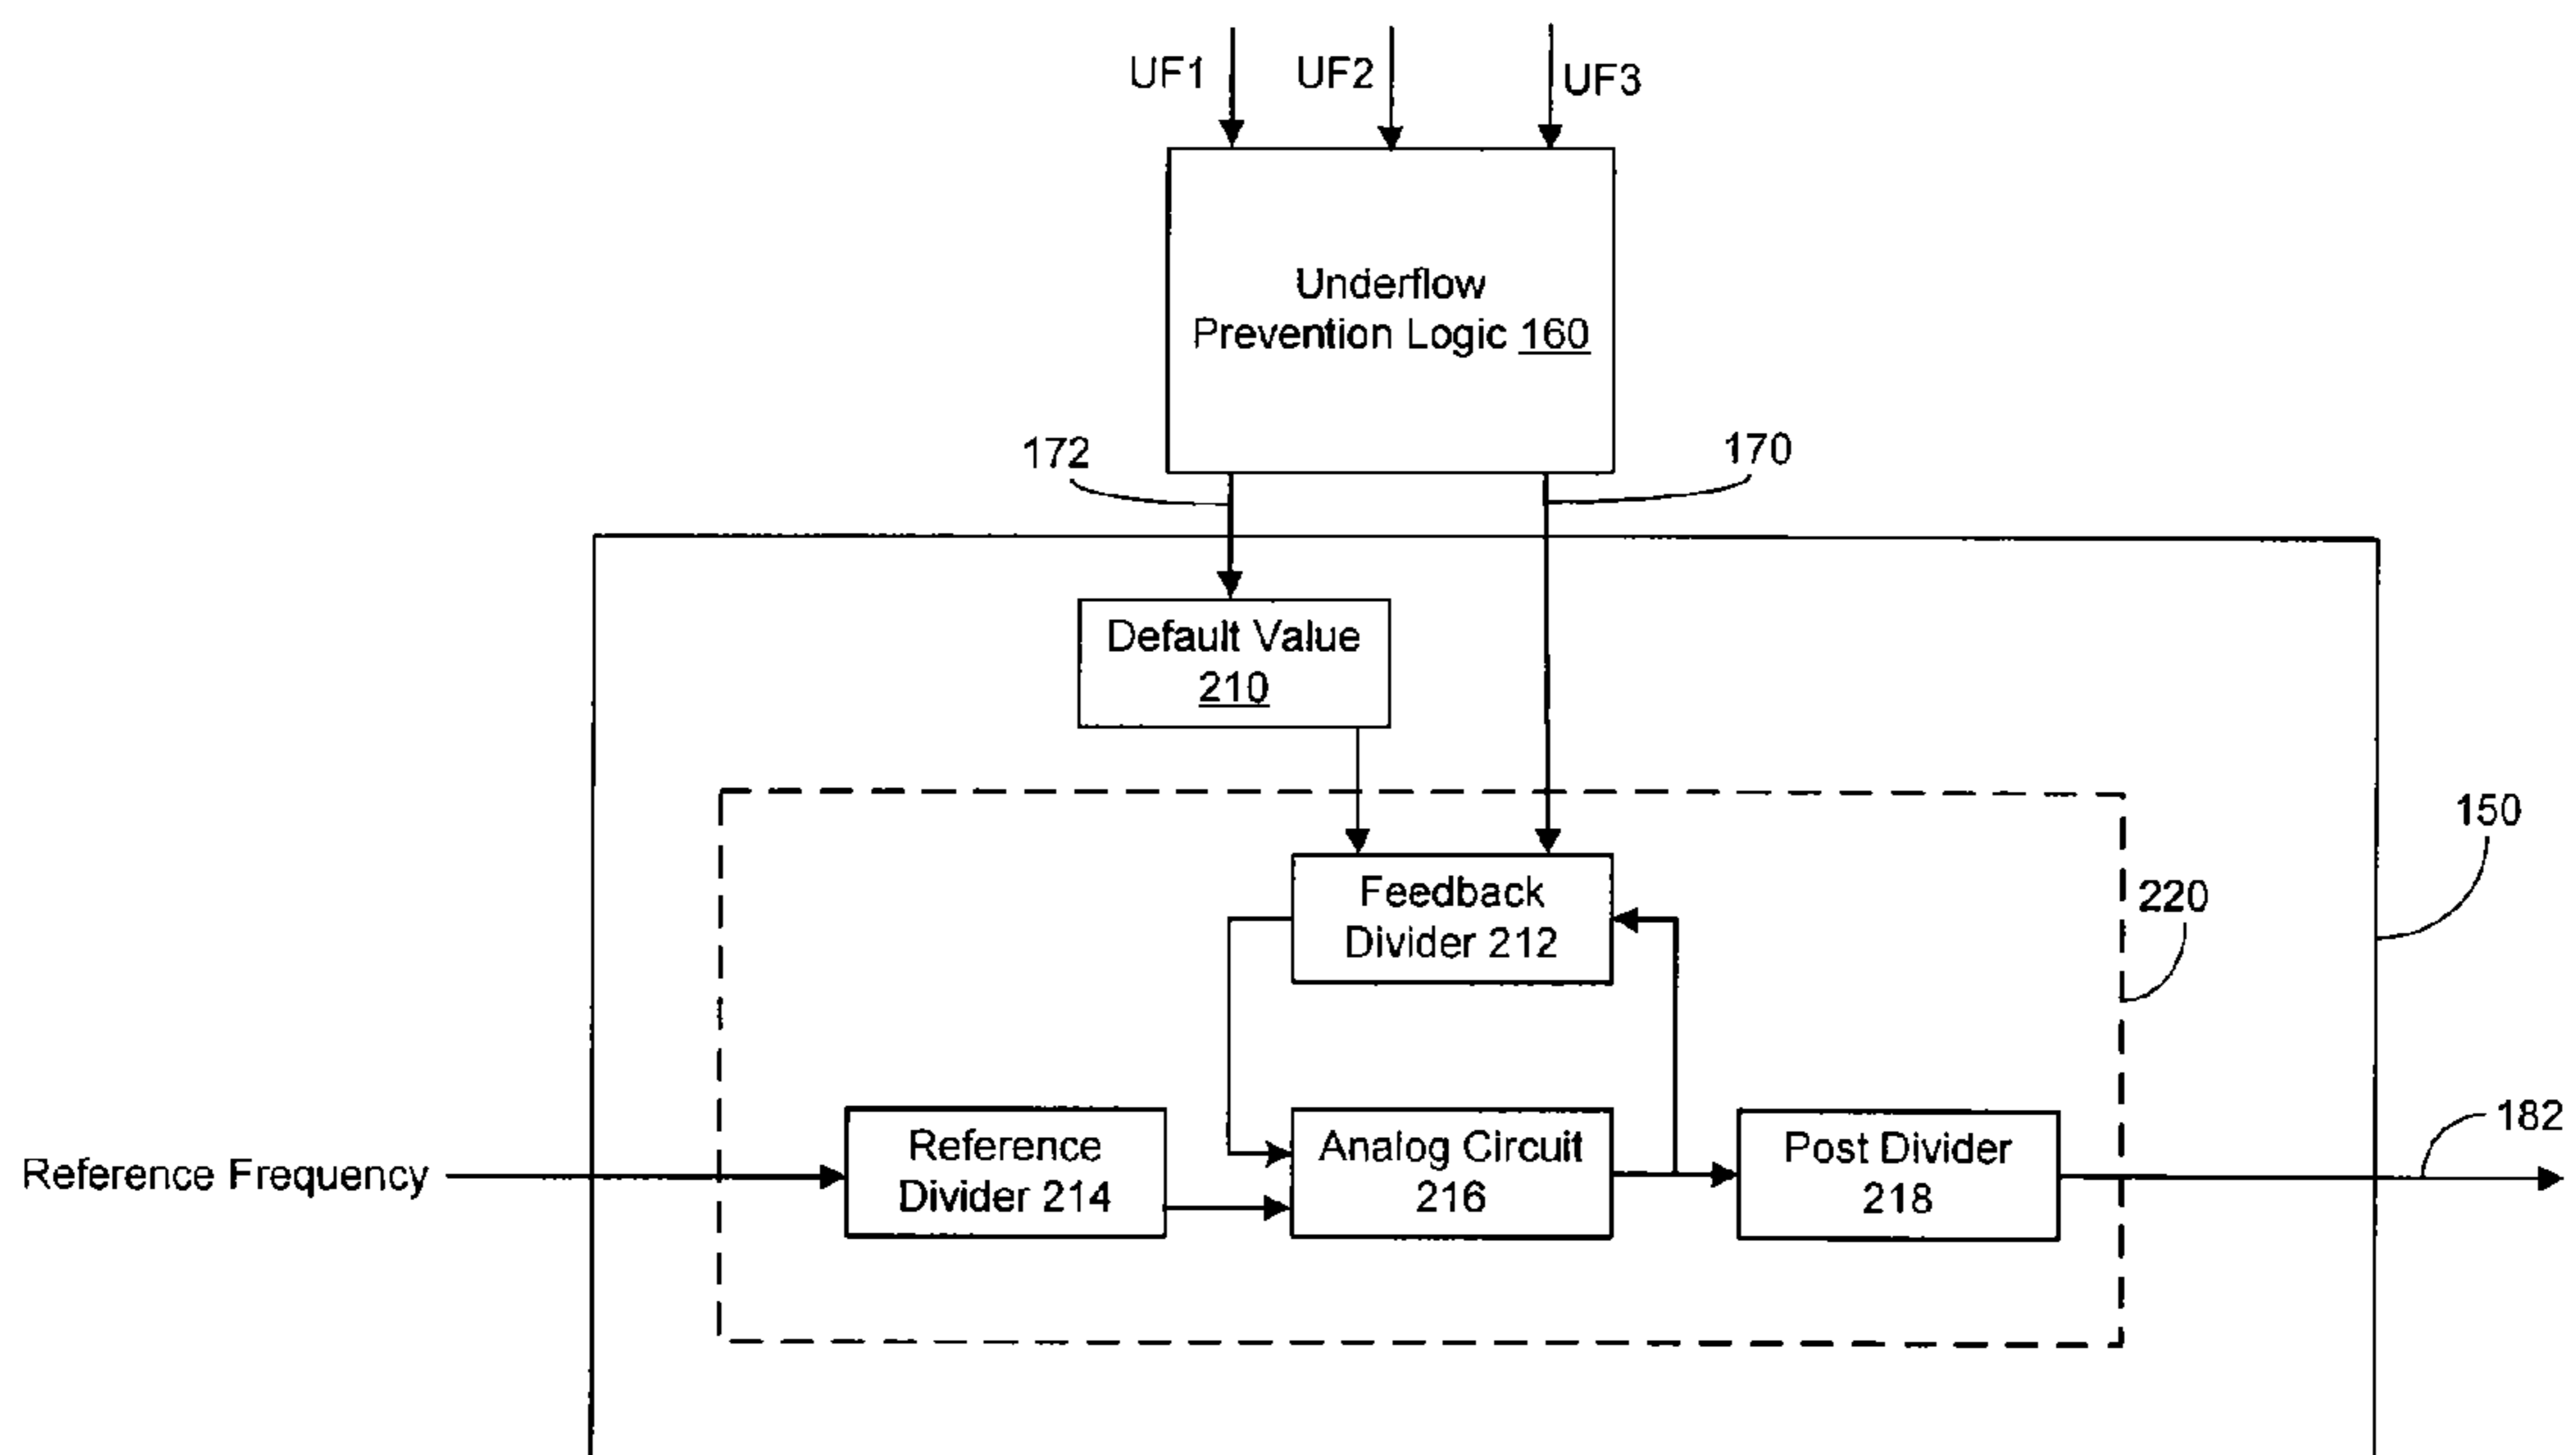 UF1
UF2
UF3
Underflow
Prevention Logic 160
172
170
Default Value
210
150
Feedback
Divider 212
220
Reference Frequency
Reference
Divider 214
Analog Circuit
216
Post Divider
218
182